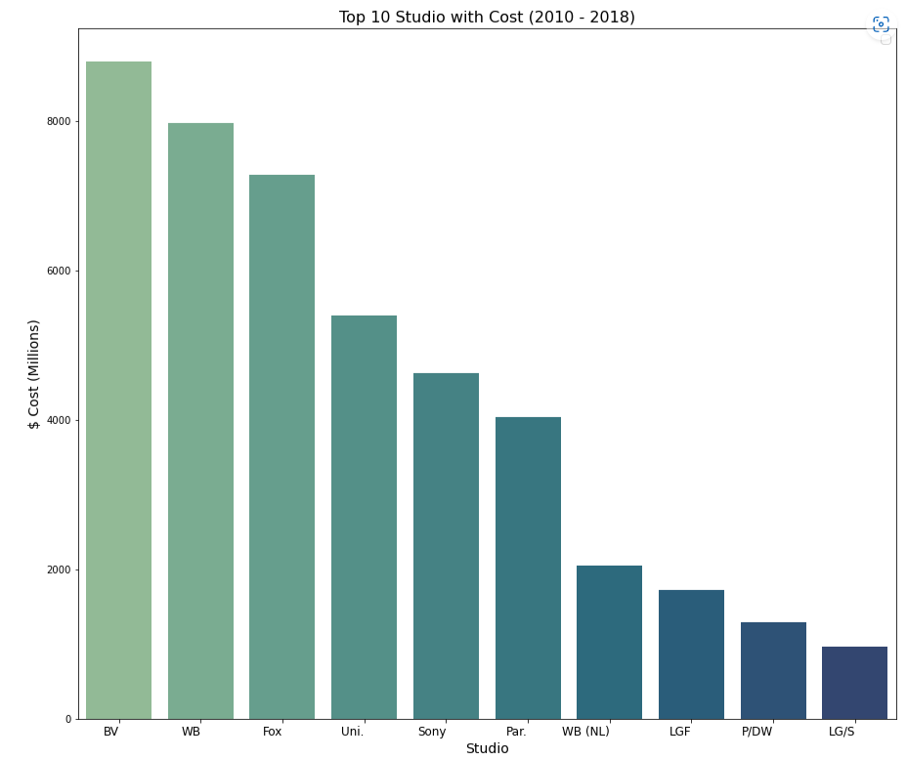 Top 10 Studio with Cost (2010 - 2018)
8000
6000
4000
2000
0
$ Cost (Millions)
BV WB Fox Uni. Sony Par. WB (NL) LGF P/DW LG/S
Studio